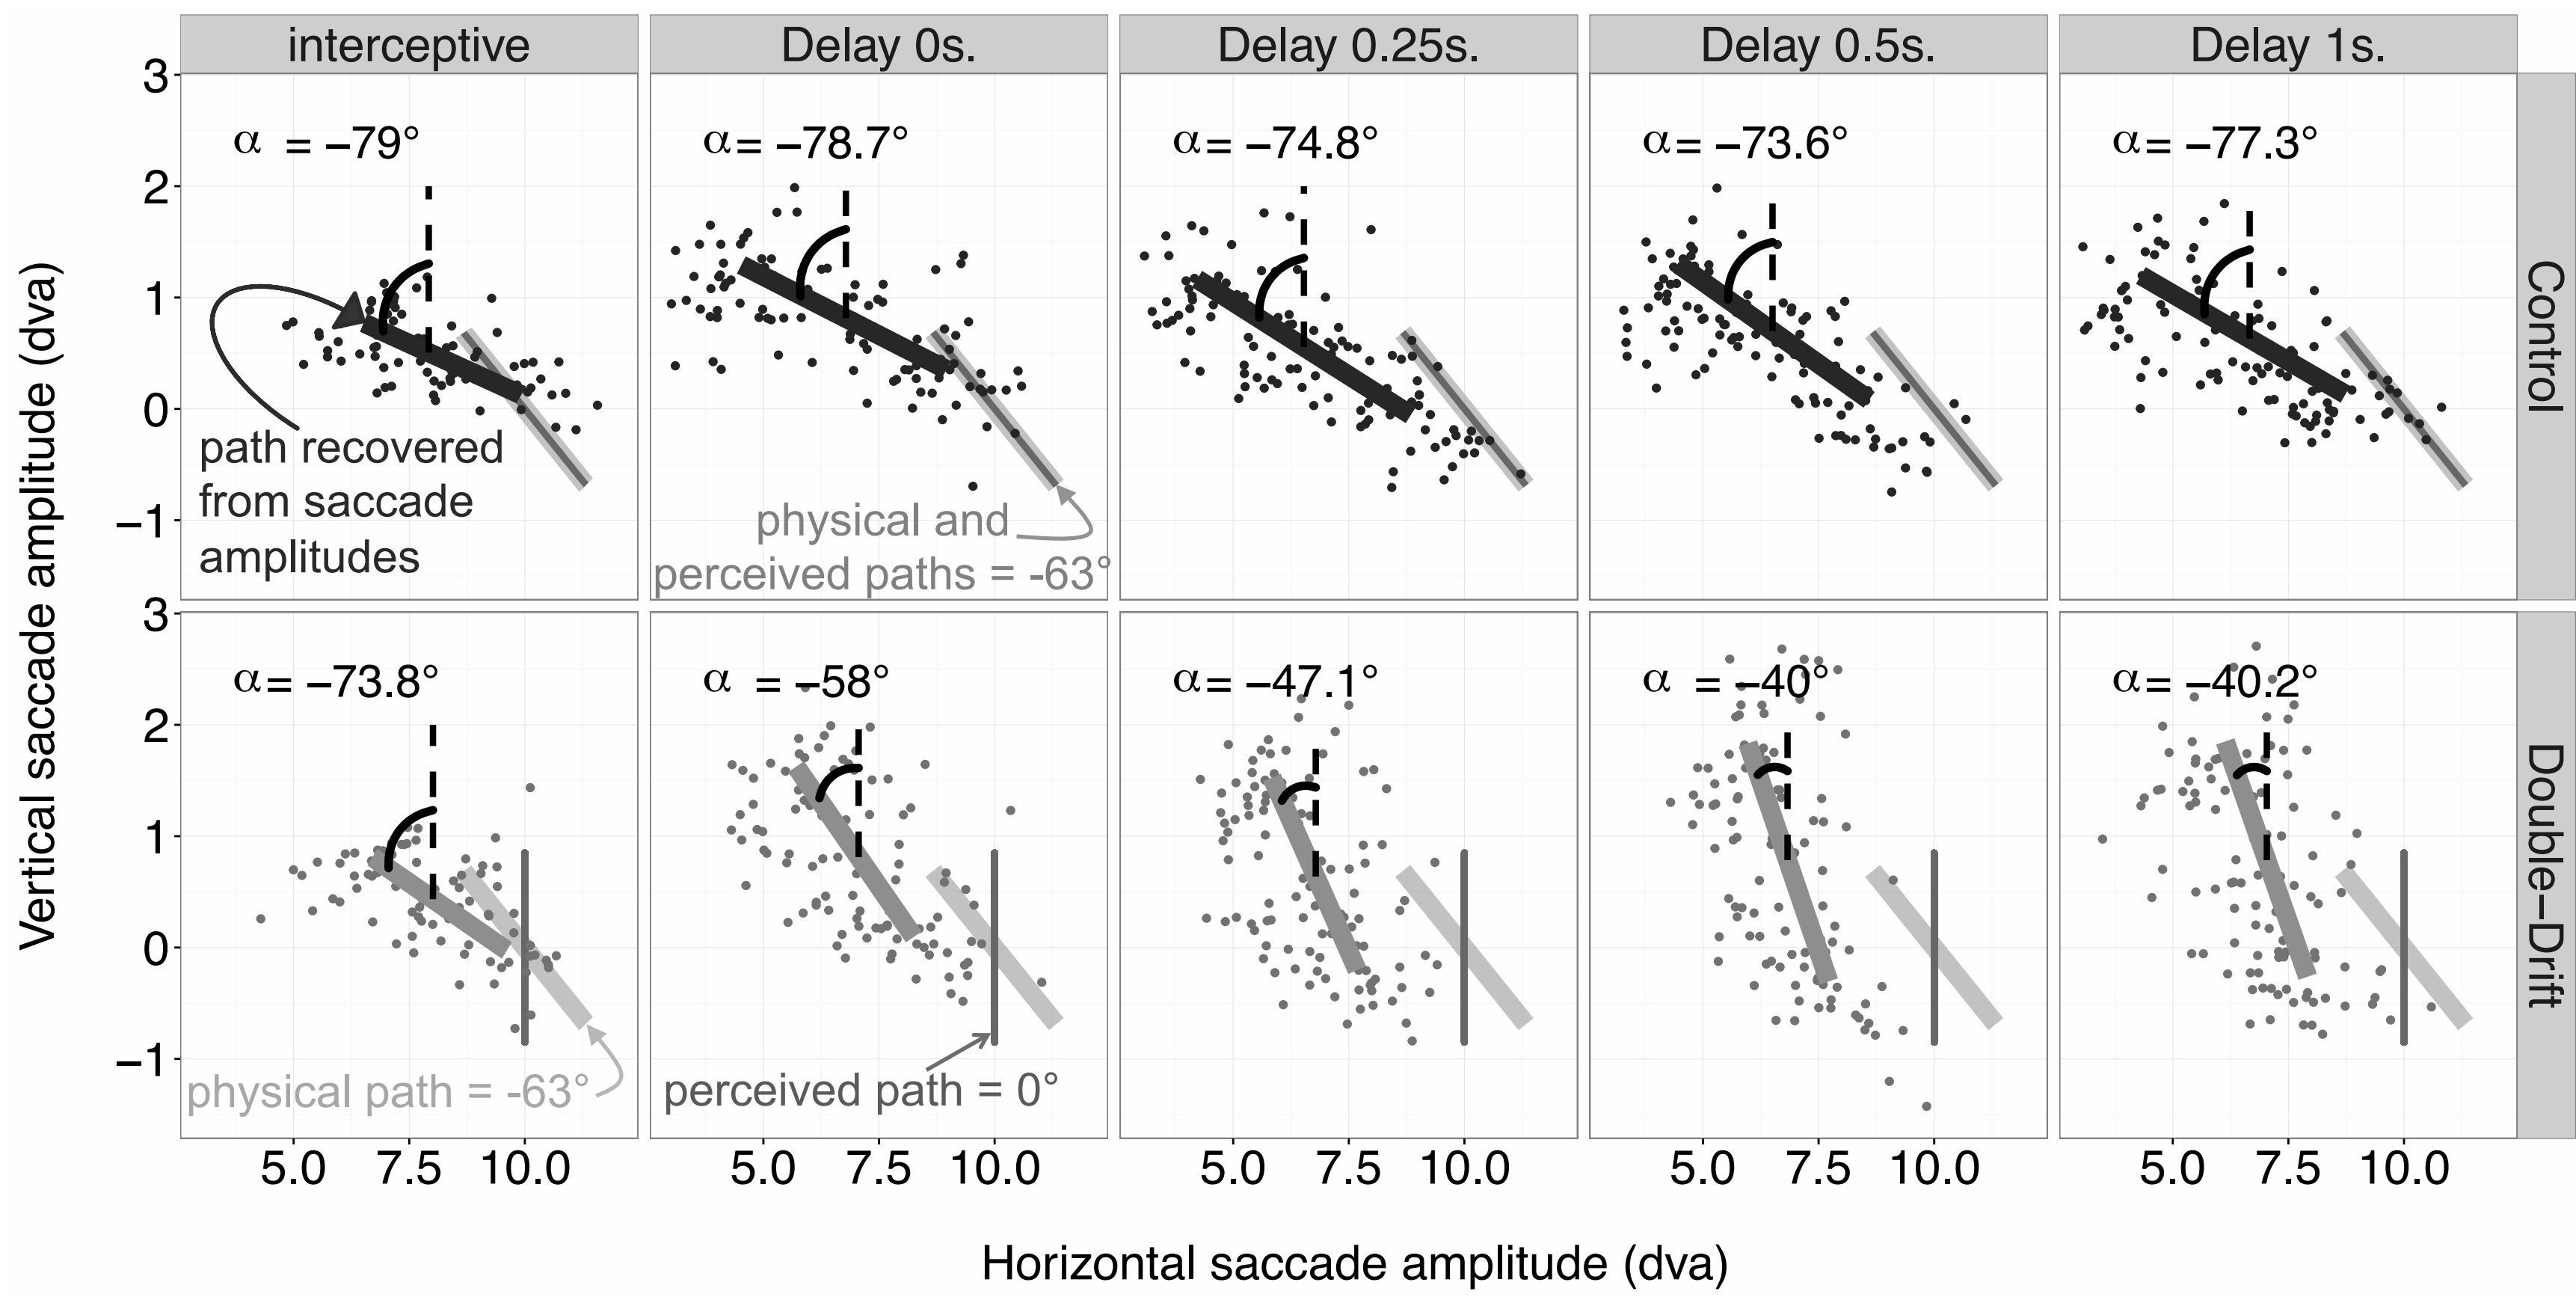 interceptive
Delay 0s.
Delay 0.25s.
Delay 0.5s.
Delay 1s.
Vertical saccade amplitude (dva)
3
2
1
0
−1
α = −79°
α= −78.7°
α= −74.8°
α= −73.6°
α= −77.3°
path recovered
from saccade
amplitudes
physical and
perceived paths = -63°
Control
3
2
1
0
−1
α= −73.8°
α = −58°
α= −47.1°
α = −40°
α= −40.2°
physical path = -63°
perceived path = 0°
Double−Drift
5.0 7.5 10.0
5.0 7.5 10.0
5.0 7.5 10.0
5.0 7.5 10.0
5.0 7.5 10.0
Horizontal saccade amplitude (dva)